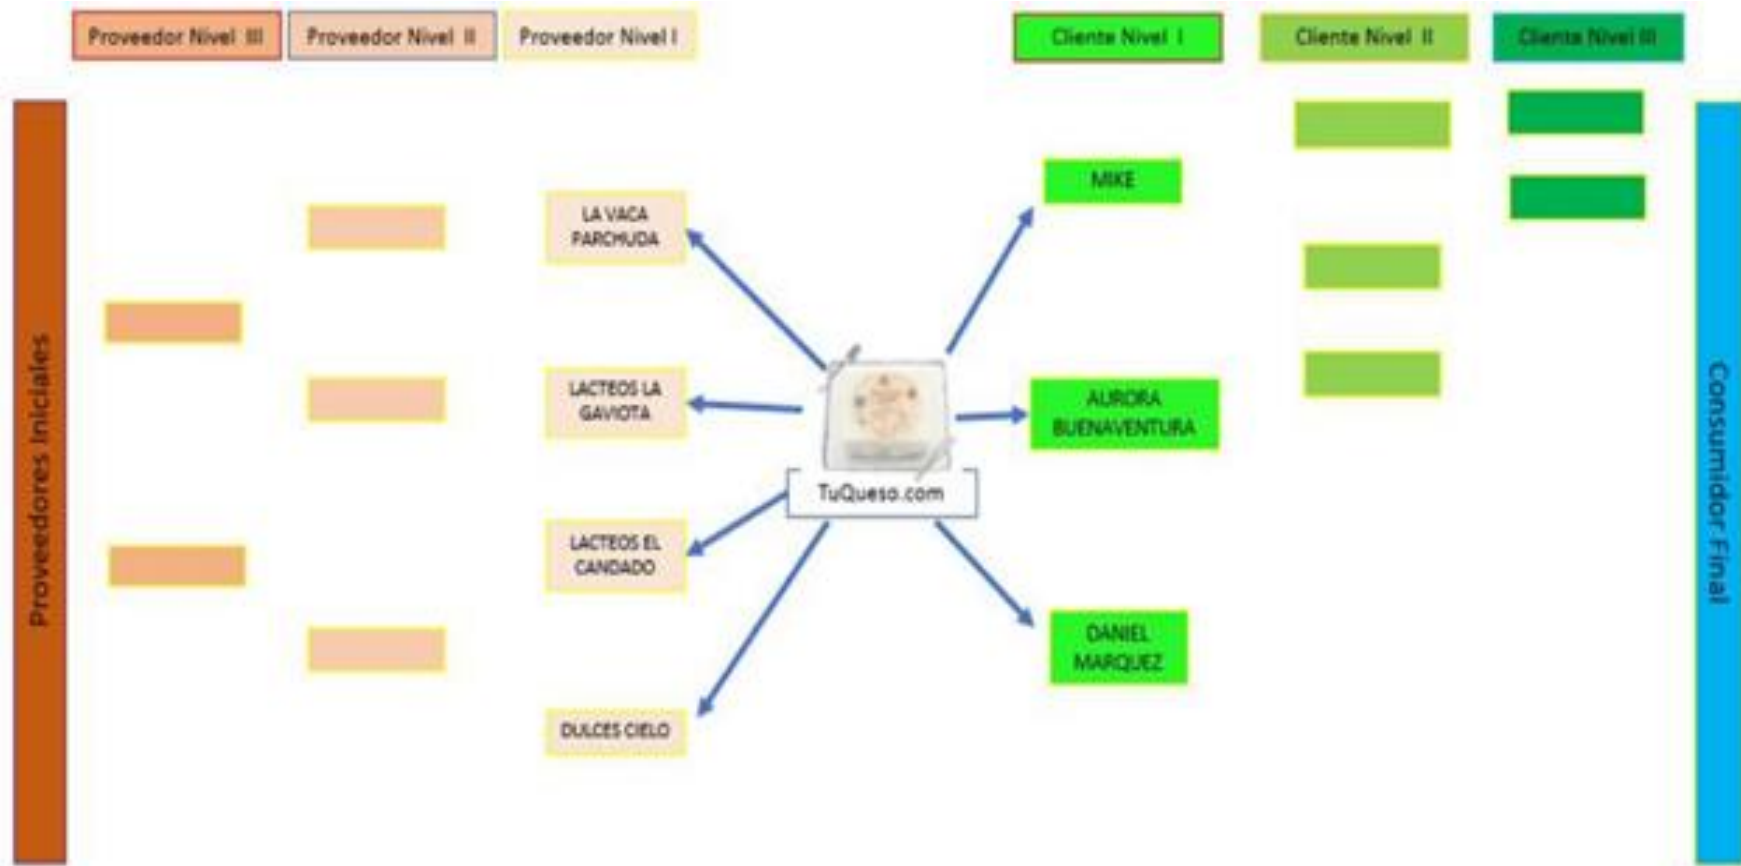 Proveedor Nivel III
Proveedor Nivel II
Proveedor Nivel I
Cliente Nivel I
Cliente Nivel II
Cliente Nivel III
Proveedores Iniciales
LA VACA
PARCHUDA
LACTEOS LA
GAVIOTA
LACTEOS EL
CANDADO
DULCES CIELO
TuQueso.com
MIKE
AURORA
BUENAVENTURA
DANIEL
MARQUEZ
Consumidor Final